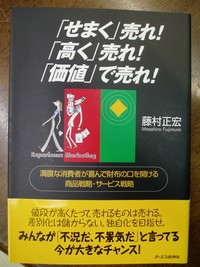 「せまく」売れ!
「高く」売れ!
「価値」で売れ!
藤村正宏
Masahiro Fujimura
Experience Marketing
満腹な消費者が喜んで財布の口を開ける
商品戦略・サービス戦略
値段が高くたって売れるものは売れる。
差別化は儲からない、独自化を目指せ。
みんなが「不況だ、不景気だ」と言ってる
今が大きなチャンス!